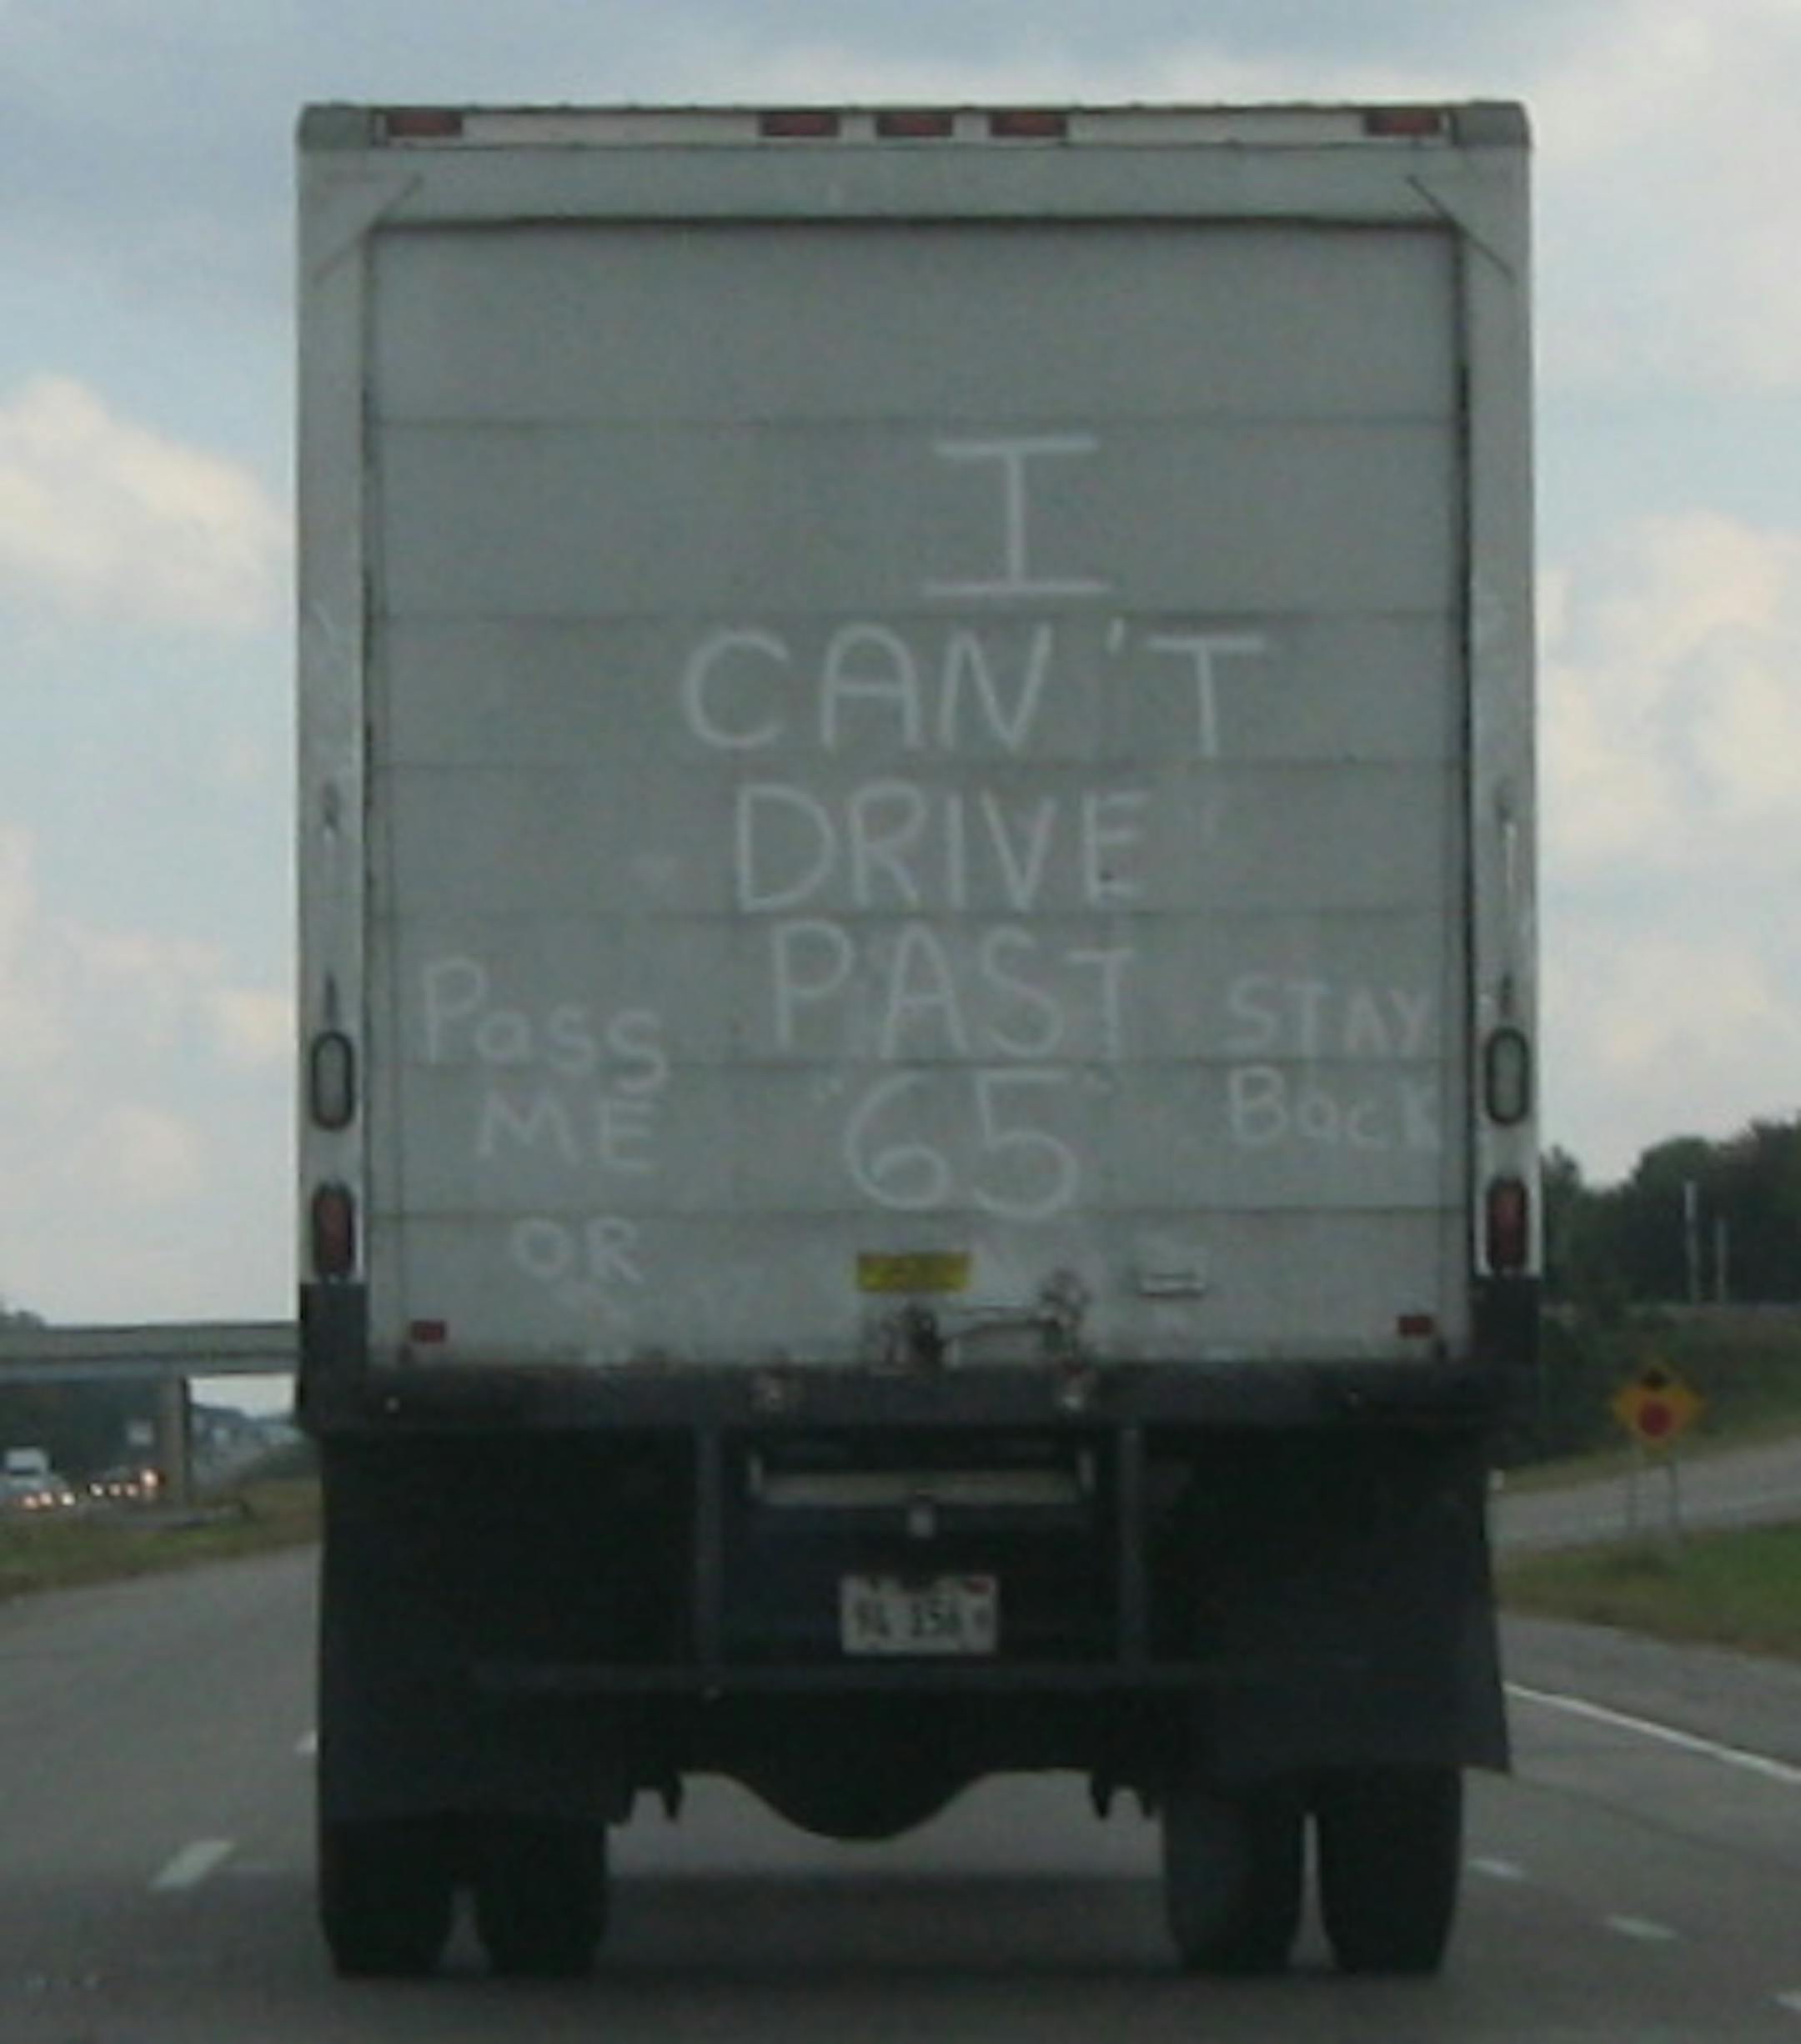 I
CAN'T
DRIVE
PAST
"65"
Pass
ME
OR
STAY
Back